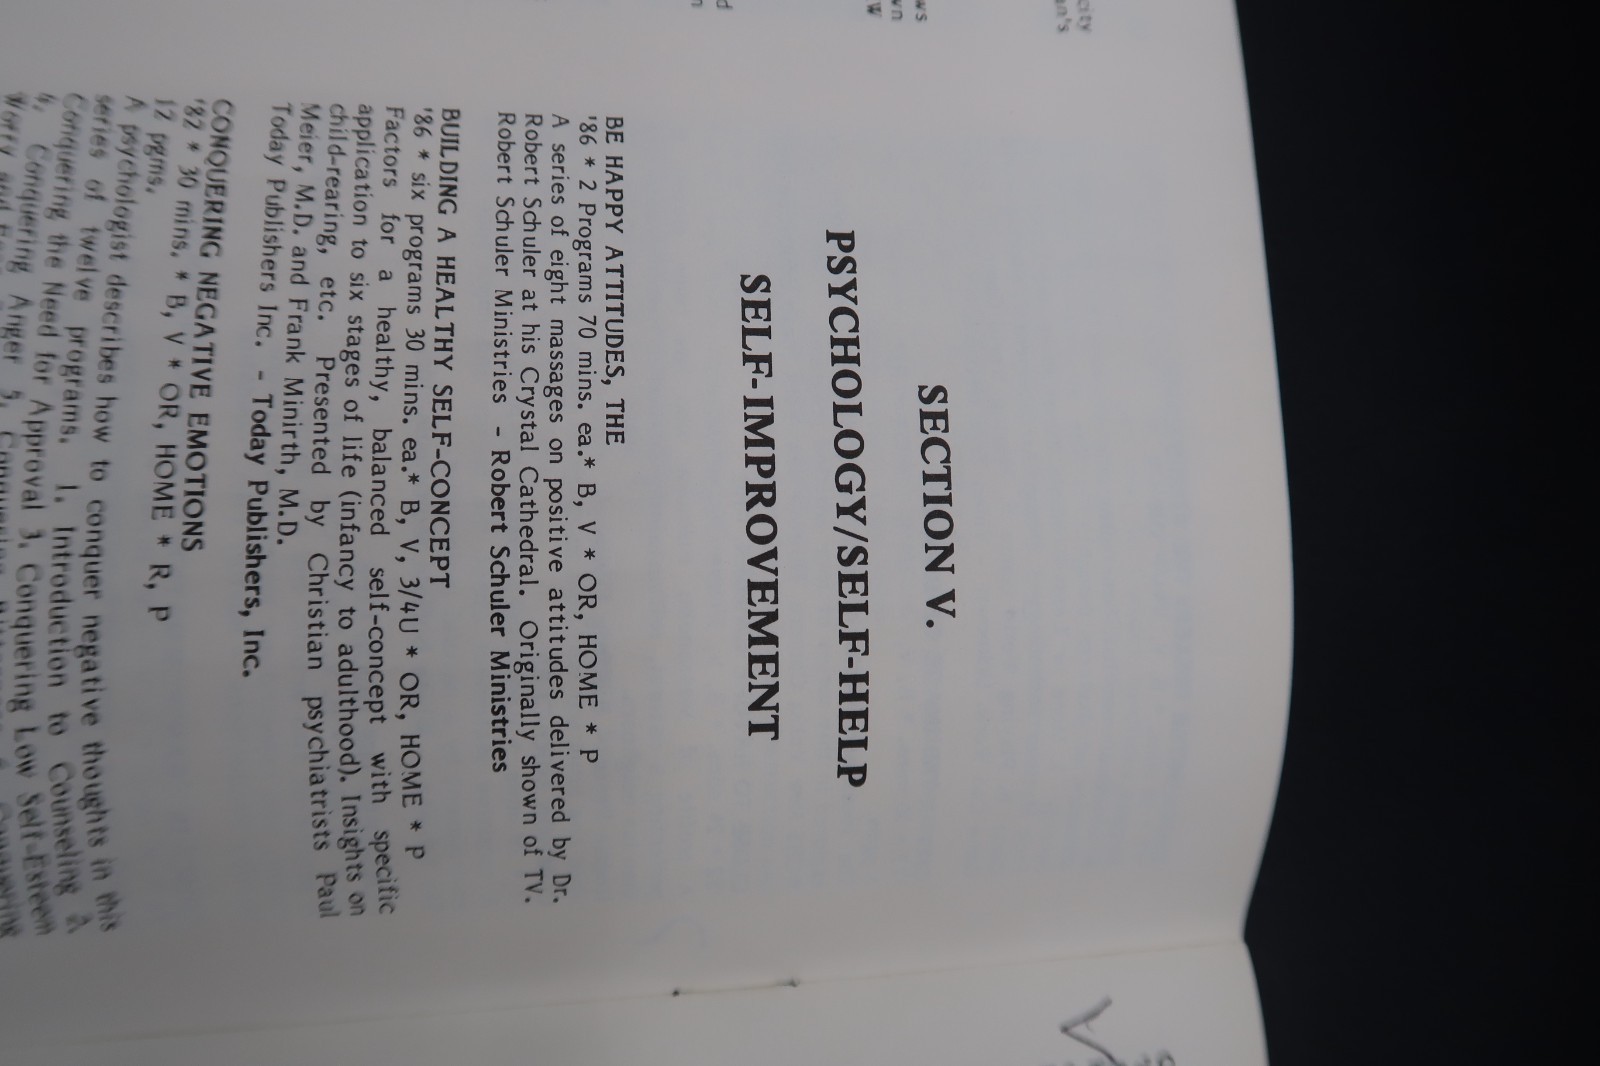 SECTION V.
PSYCHOLOGY/SELF-HELP
SELF-IMPROVEMENT
BE HAPPY ATTITUDES, THE
'86 * 2 Programs 70 mins. ea.* B, V * OR, HOME * P
A series of eight massages on positive attitudes delivered by Dr.
Robert Schuler at his Crystal Cathedral. Originally shown of TV.
Robert Schuler Ministries - Robert Schuler Ministries
BUILDING A HEALTHY SELF-CONCEPT
'86 * six programs 30 mins. ea.* B, V, 3/4U * OR, HOME * P
Factors for a healthy, balanced self-concept with specific
application to six stages of life (infancy to adulthood). Insights on
child-rearing, etc. Presented by Christian psychiatrists Paul
Meier, M.D. and Frank Minirth, M.D.
Today Publishers Inc. - Today Publishers, Inc.
CONQUERING NEGATIVE EMOTIONS
'82 * 30 mins. * B, V * OR, HOME * R, P
12 pgms.
A psychologist describes how to conquer negative thoughts in this
series of twelve programs. 1. Introduction to Counseling 2.
Conquering the Need for Approval 3. Conquering Low Self-Esteem
4. Conquering Anger 5.